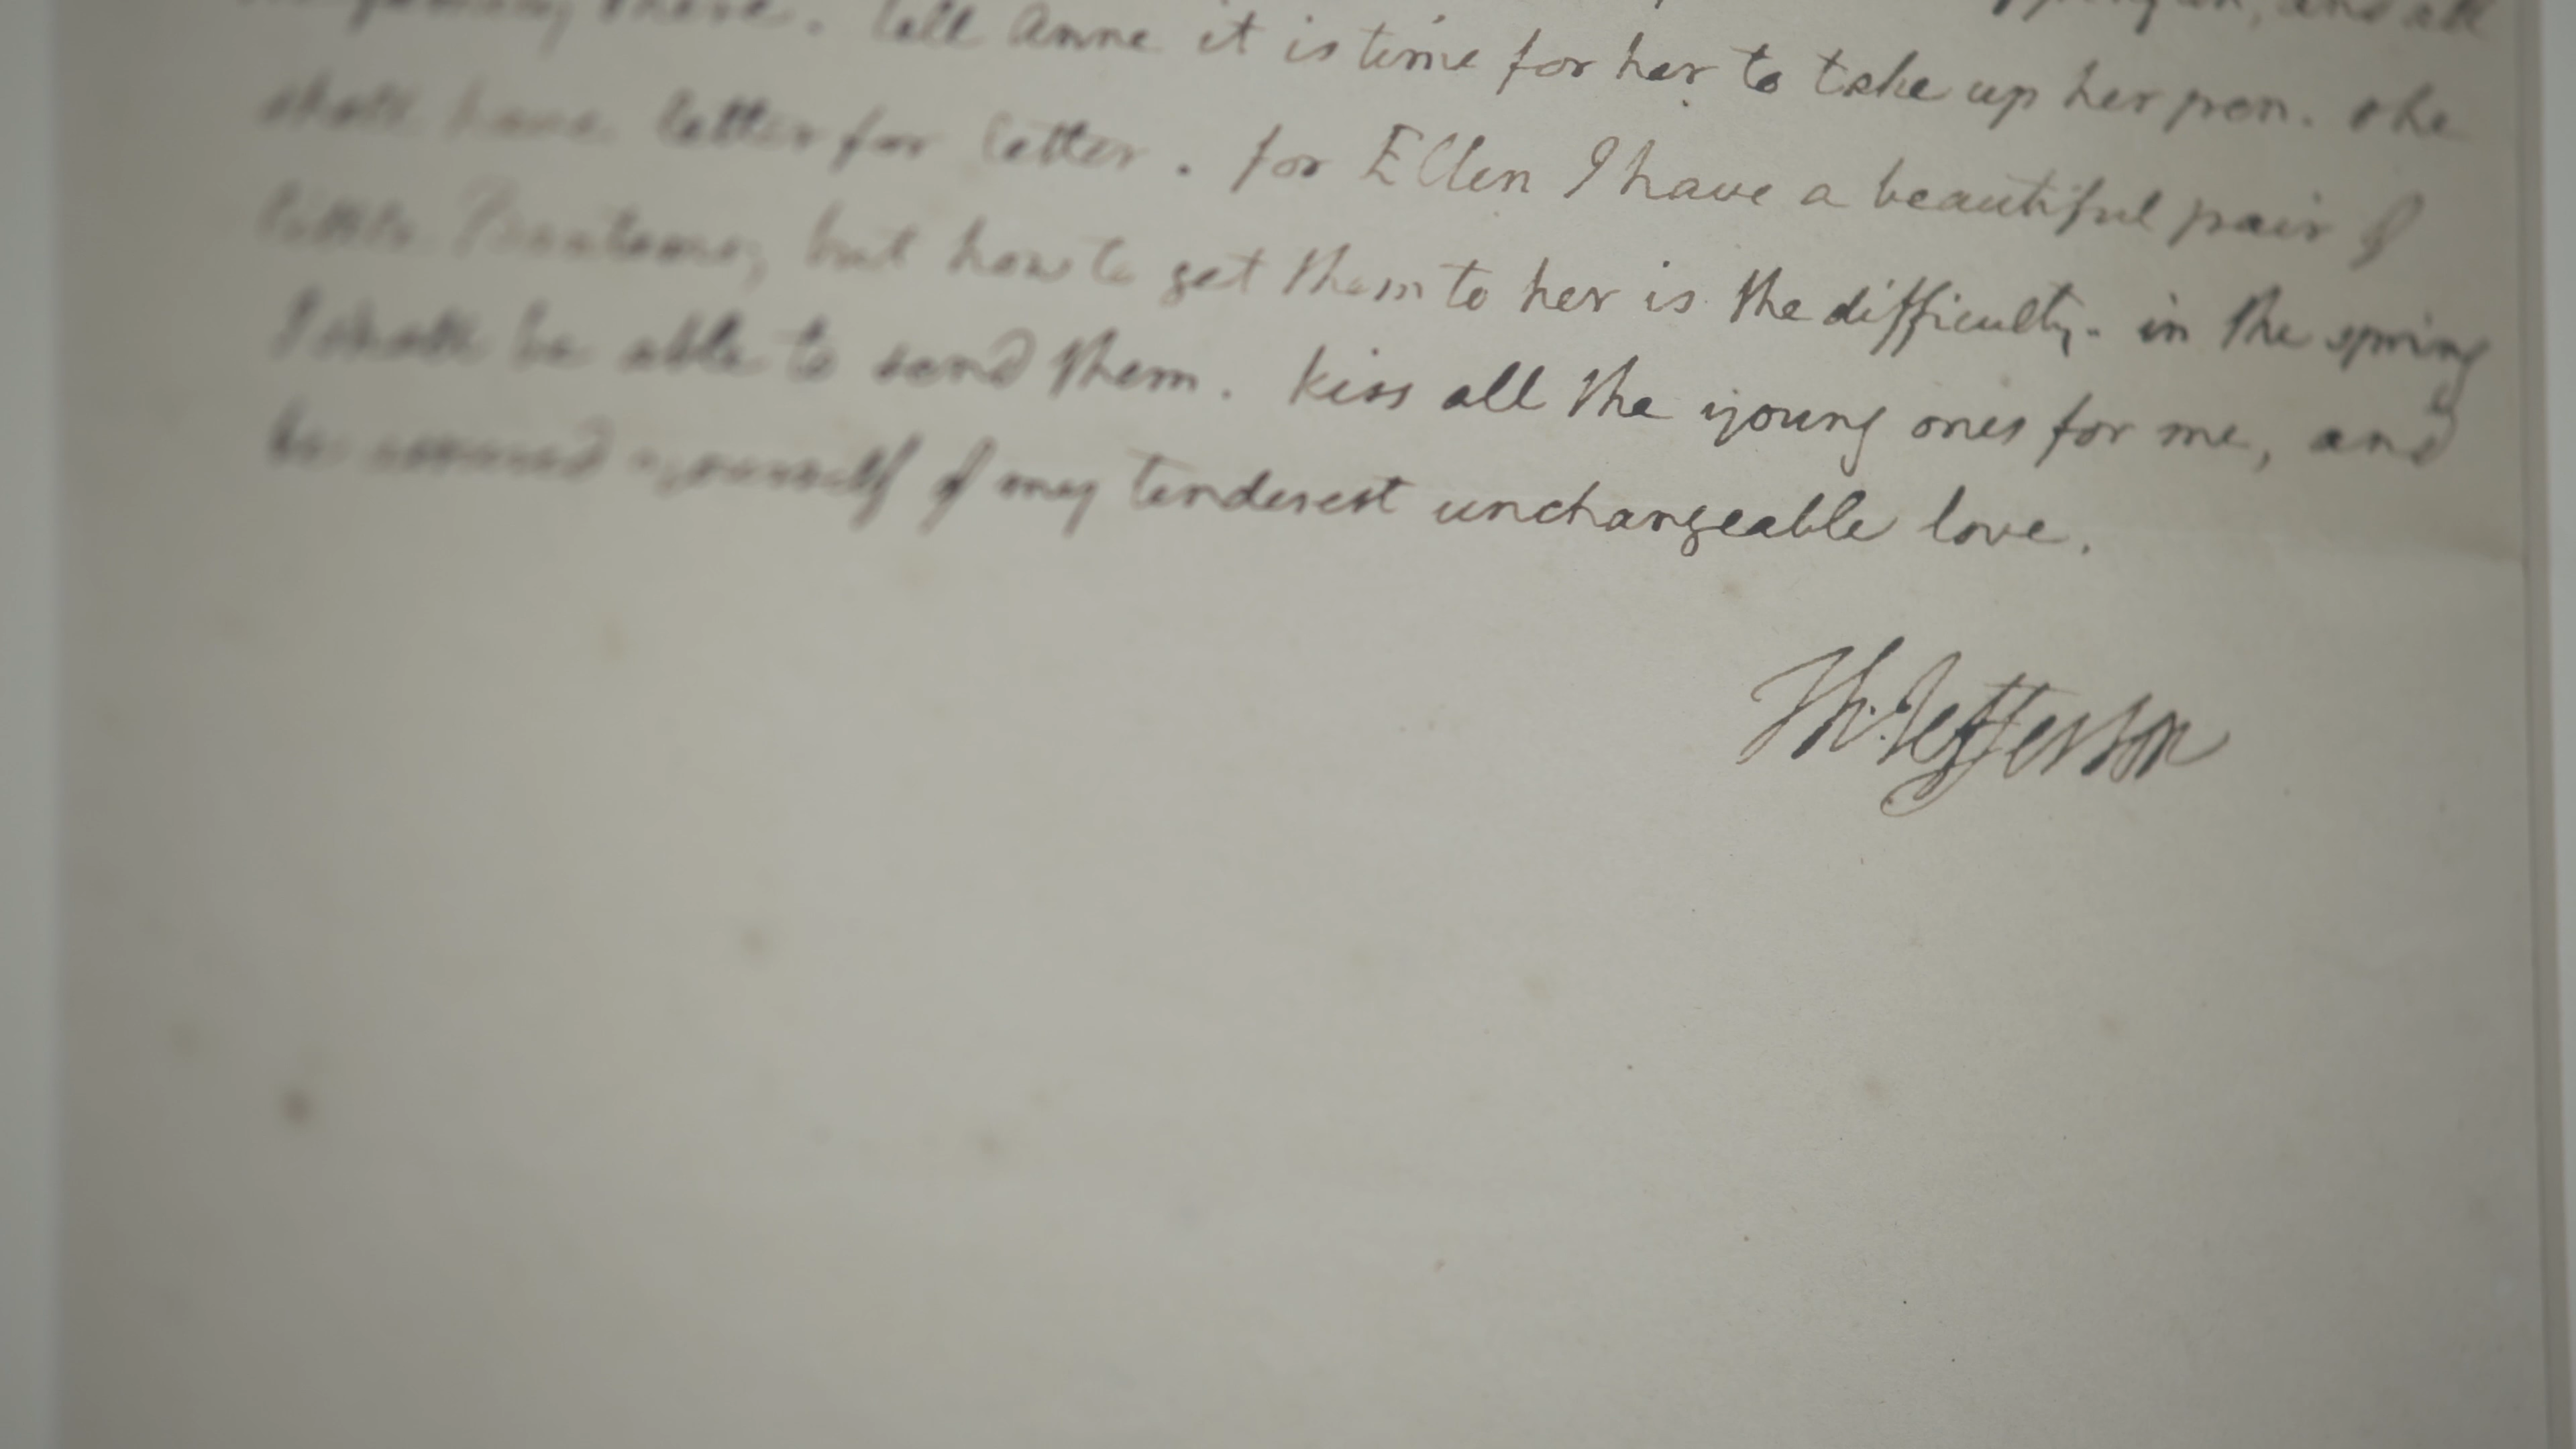 there. tell Anne it is time for her to take up her pen. she
shall have letter for letter. for Ellen I have a beautiful pair of
little Bantams, but how to get them to her is the difficulty. in the spring
I shall be able to send them. kiss all the young ones for me, and
be assured yourself of my tenderest unchangeable love.
Th. Jefferson